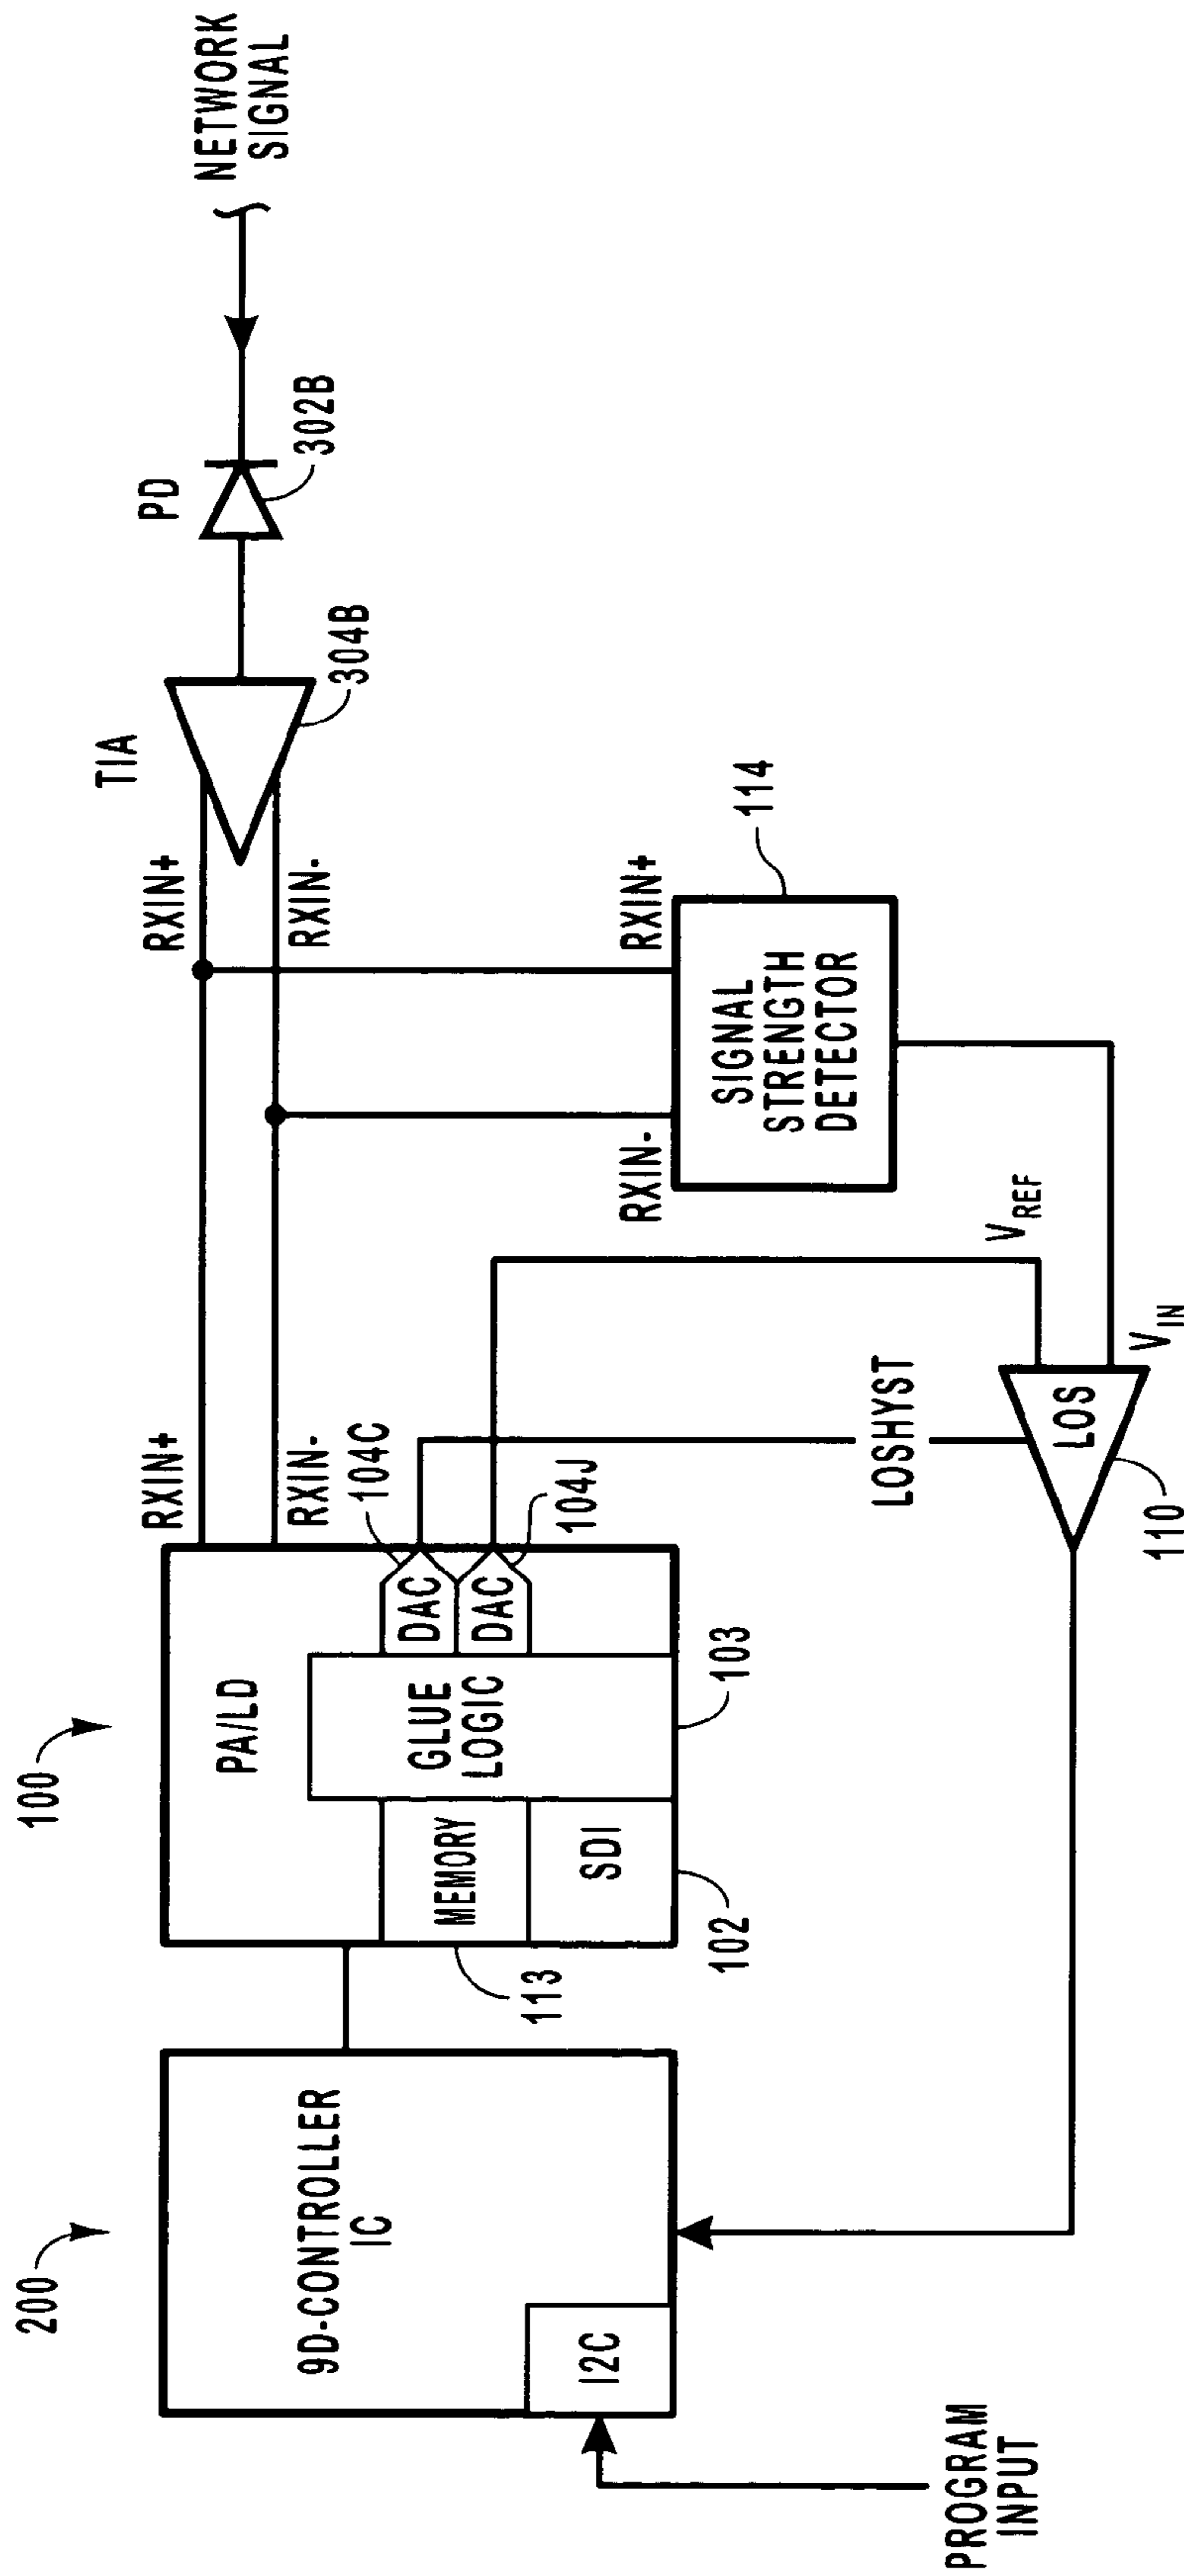 200
9D-CONTROLLER
IC
I2C
PROGRAM
INPUT
100
PA/LD
GLUE
LOGIC
MEMORY
SDI
DAC
DAC
113
102
103
104C
104J
RXIN+
RXIN-
RXIN+
RXIN-
TIA
304B
PD
302B
NETWORK
SIGNAL
RXIN-
RXIN+
SIGNAL
STRENGTH
DETECTOR
114
LOSHYST
VREF
VIN
LOS
110